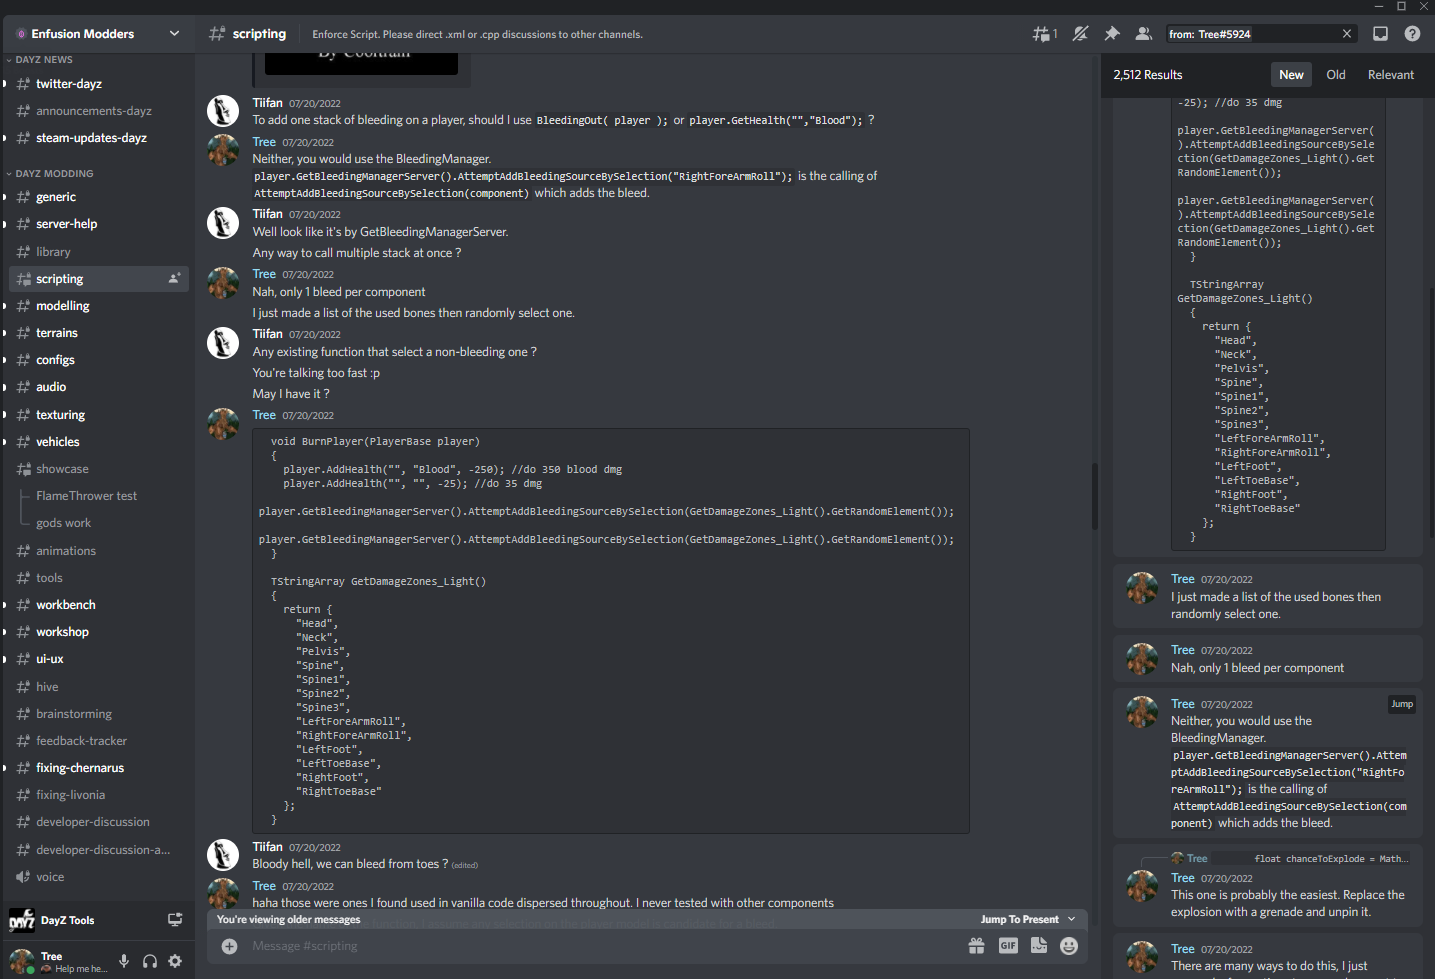 Enfusion Modders
DAYZ NEWS
twitter-dayz
announcements-dayz
steam-updates-dayz
DAYZ MODDING
generic
server-help
library
scripting
modelling
terrains
configs
audio
texturing
vehicles
showcase
FlameThrower test
gods work
animations
tools
workbench
workshop
ui-ux
hive
brainstorming
feedback-tracker
fixing-chernarus
fixing-livonia
developer-discussion
developer-discussion-a...
voice
DAYZ
DayZ Tools
Tree
Help me he...
scripting
Enforce Script. Please direct .xml or .cpp discussions to other channels.
1
from: Tree#5924
By Cooltrain
Tiifan 07/20/2022
To add one stack of bleeding on a player, should I use BleedingOut( player ); or player.GetHealth("","Blood"); ?
Tree 07/20/2022
Neither, you would use the BleedingManager.
player.GetBleedingManagerServer().AttemptAddBleedingSourceBySelection("RightForeArmRoll"); is the calling of
AttemptAddBleedingSourceBySelection(component) which adds the bleed.
Tiifan 07/20/2022
Well look like it's by GetBleedingManagerServer.
Any way to call multiple stack at once ?
Tree 07/20/2022
Nah, only 1 bleed per component
I just made a list of the used bones then randomly select one.
Tiifan 07/20/2022
Any existing function that select a non-bleeding one ?
You're talking too fast :p
May I have it ?
Tree 07/20/2022
void BurnPlayer(PlayerBase player)
{
player.AddHealth("", "Blood", -250); //do 350 blood dmg
player.AddHealth("", "", -25); //do 35 dmg
player.GetBleedingManagerServer().AttemptAddBleedingSourceBySelection(GetDamageZones_Light().GetRandomElement());
player.GetBleedingManagerServer().AttemptAddBleedingSourceBySelection(GetDamageZones_Light().GetRandomElement());
}
TStringArray GetDamageZones_Light()
{
return {
"Head",
"Neck",
"Pelvis",
"Spine",
"Spine1",
"Spine2",
"Spine3",
"LeftForeArmRoll",
"RightForeArmRoll",
"LeftFoot",
"LeftToeBase",
"RightFoot",
"RightToeBase"
};
}
Tiifan 07/20/2022
Bloody hell, we can bleed from toes ? (edited)
Tree 07/20/2022
haha those were ones I found used in vanilla code dispersed throughout. I never tested with other components
You're viewing older messages
Jump To Present
Message #scripting
GIF
2,512 Results
New
Old
Relevant
-25); //do 35 dmg
player.GetBleedingManagerServer(
).AttemptAddBleedingSourceBySele
ction(GetDamageZones_Light().Get
RandomElement());
player.GetBleedingManagerServer(
).AttemptAddBleedingSourceBySele
ction(GetDamageZones_Light().Get
RandomElement());
}
TStringArray
GetDamageZones_Light()
{
return {
"Head",
"Neck",
"Pelvis",
"Spine",
"Spine1",
"Spine2",
"Spine3",
"LeftForeArmRoll",
"RightForeArmRoll",
"LeftFoot",
"LeftToeBase",
"RightFoot",
"RightToeBase"
};
}
Tree 07/20/2022
I just made a list of the used bones then
randomly select one.
Tree 07/20/2022
Nah, only 1 bleed per component
Tree 07/20/2022
Jump
Neither, you would use the
BleedingManager.
player.GetBleedingManagerServer().Attem
ptAddBleedingSourceBySelection("RightFo
reArmRoll"); is the calling of
AttemptAddBleedingSourceBySelection(com
ponent) which adds the bleed.
Tree float chanceToExplode = Math...
Tree 07/20/2022
This one is probably the easiest. Replace the
explosion with a grenade and unpin it.
Tree 07/20/2022
There are many ways to do this, I just